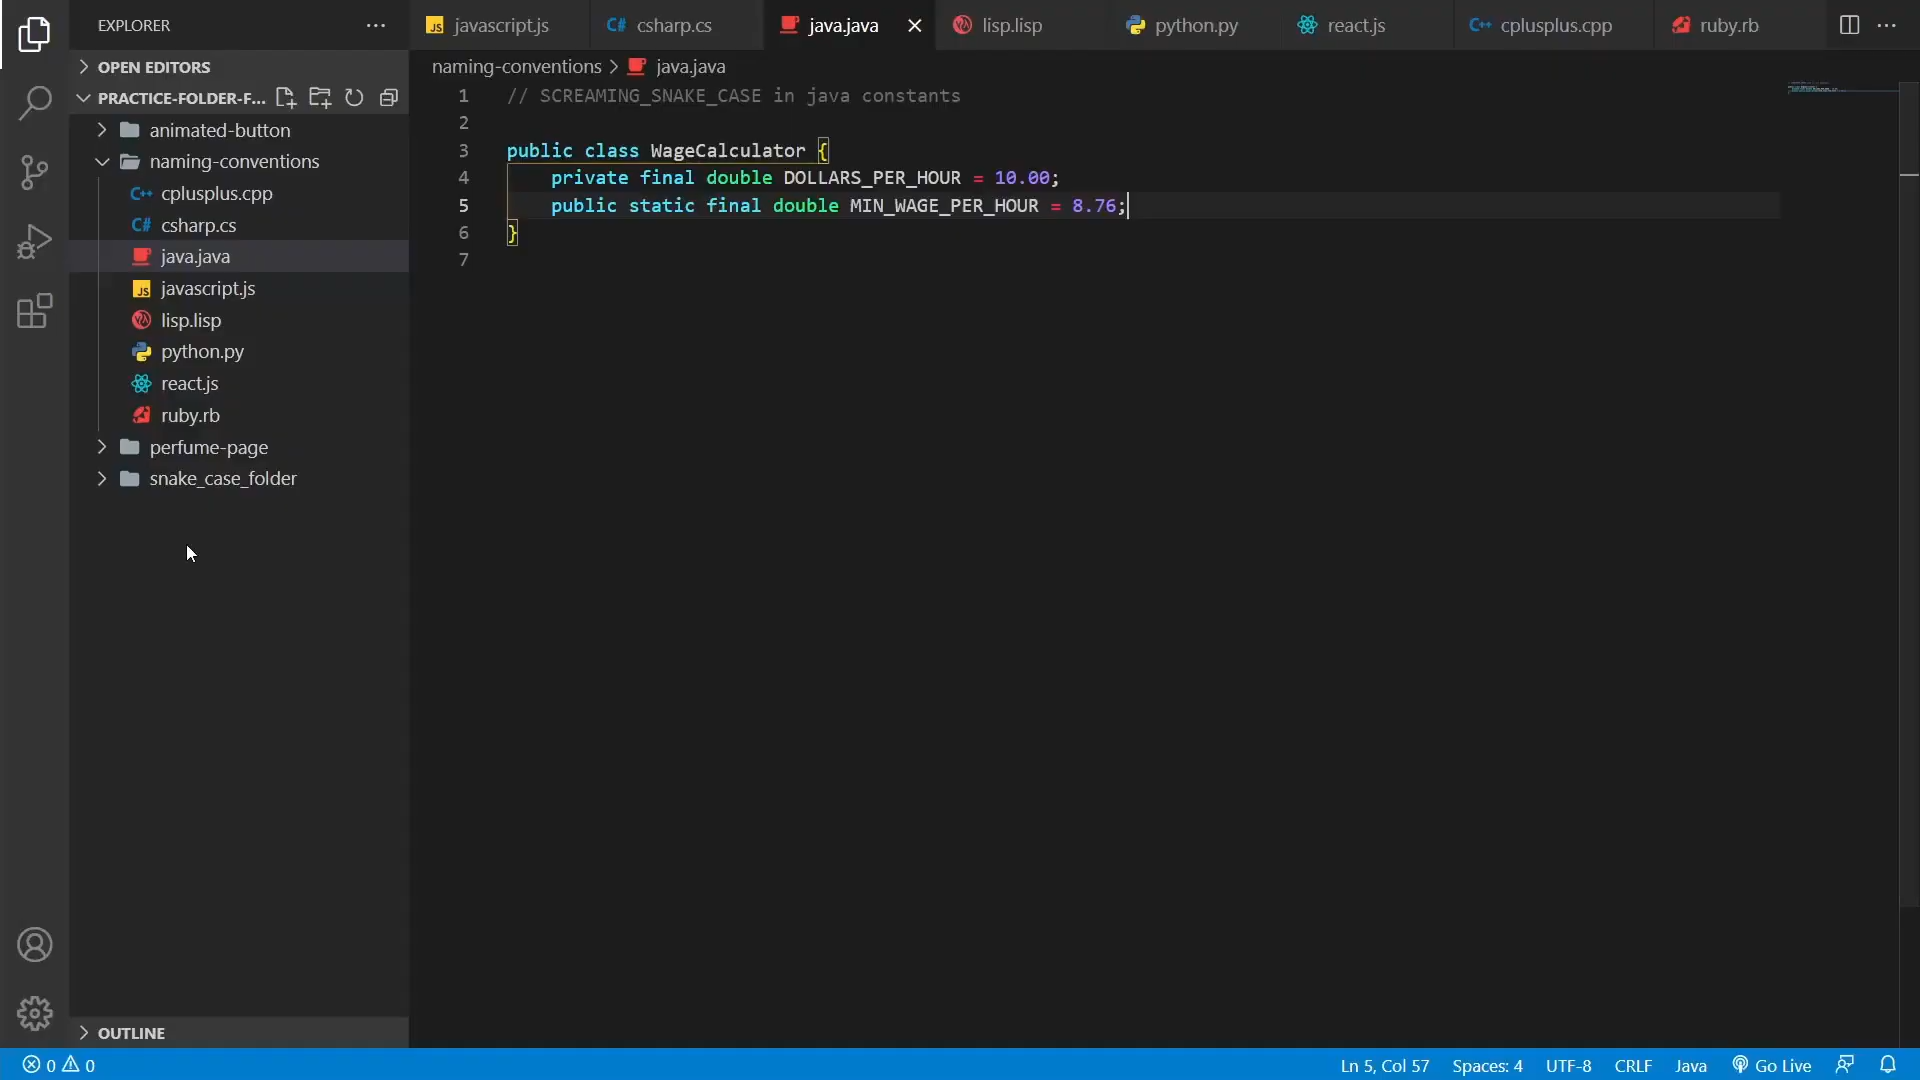 EXPLORER
OPEN EDITORS
PRACTICE-FOLDER-F...
animated-button
naming-conventions
C++ cplusplus.cpp
C# csharp.cs
java.java
JS javascript.js
lisp.lisp
python.py
react.js
ruby.rb
perfume-page
snake_case_folder
OUTLINE
JS javascript.js C# csharp.cs java.java lisp.lisp python.py react.js C++ cplusplus.cpp ruby.rb
naming-conventions > java.java
1 // SCREAMING_SNAKE_CASE in java constants
2
3 public class WageCalculator {
4 private final double DOLLARS_PER_HOUR = 10.00;
5 public static final double MIN_WAGE_PER_HOUR = 8.76;
6 }
7
0 0 Ln 5, Col 57 Spaces: 4 UTF-8 CRLF Java Go Live